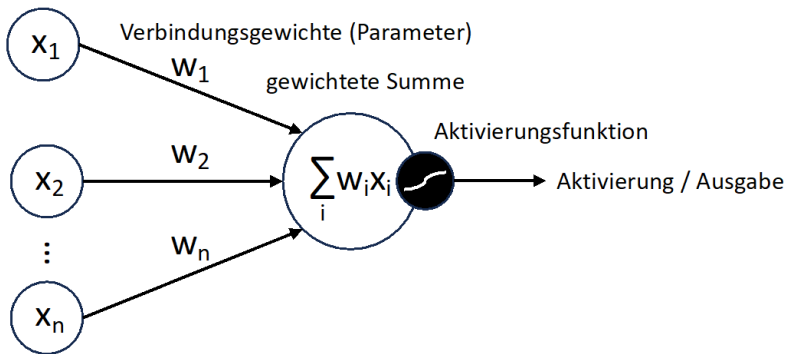 x1
Verbindungsgewichte (Parameter)
w1
gewichtete Summe
Aktivierungsfunktion
x2
w2
∑ wixi
i
Aktivierung / Ausgabe
⋮
wn
xn